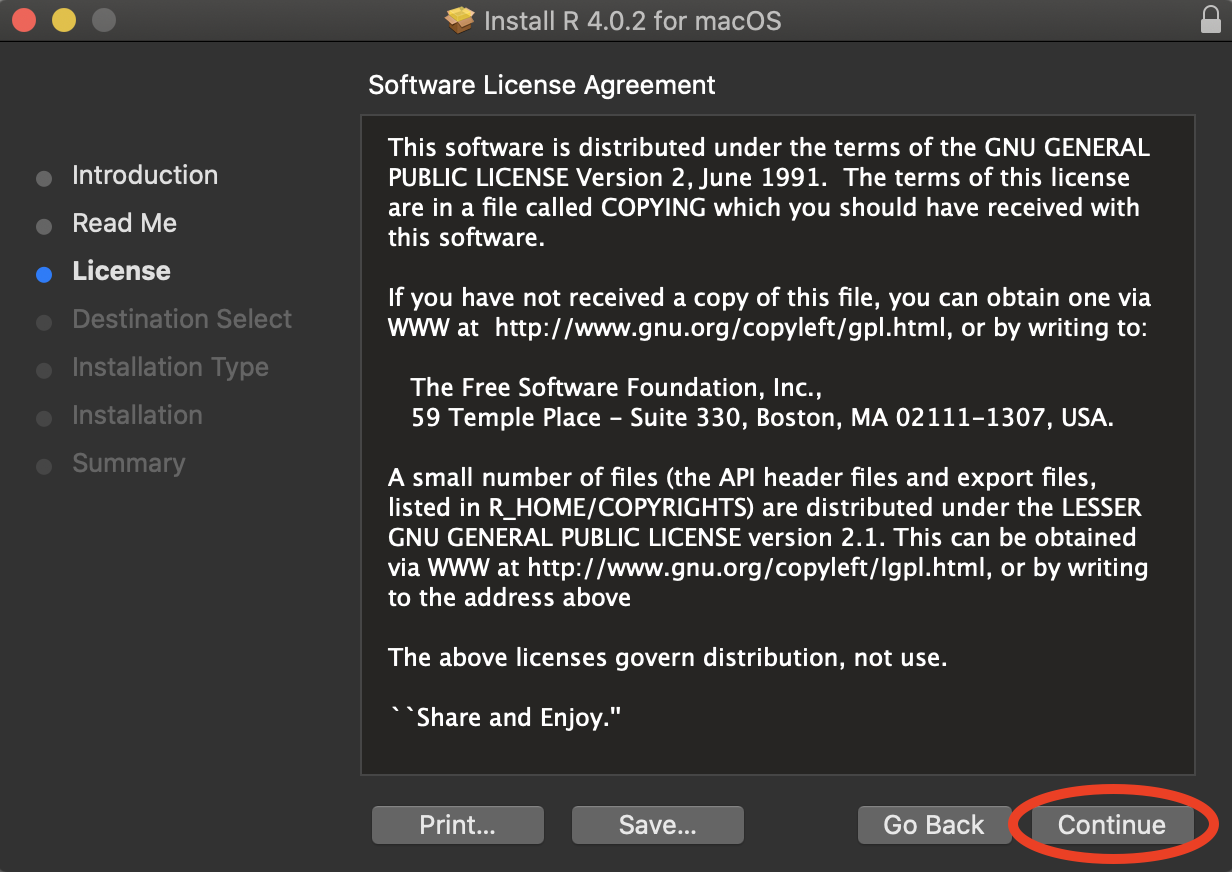 Install R 4.0.2 for macOS
Software License Agreement
Introduction
Read Me
License
Destination Select
Installation Type
Installation
Summary
This software is distributed under the terms of the GNU GENERAL
PUBLIC LICENSE Version 2, June 1991.  The terms of this license
are in a file called COPYING which you should have received with
this software.
If you have not received a copy of this file, you can obtain one via
WWW at  http://www.gnu.org/copyleft/gpl.html, or by writing to:
The Free Software Foundation, Inc.,
59 Temple Place – Suite 330, Boston, MA 02111–1307, USA.
A small number of files (the API header files and export files,
listed in R_HOME/COPYRIGHTS) are distributed under the LESSER
GNU GENERAL PUBLIC LICENSE version 2.1. This can be obtained
via WWW at http://www.gnu.org/copyleft/lgpl.html, or by writing
to the address above
The above licenses govern distribution, not use.
``Share and Enjoy."
Print...
Save...
Go Back
Continue